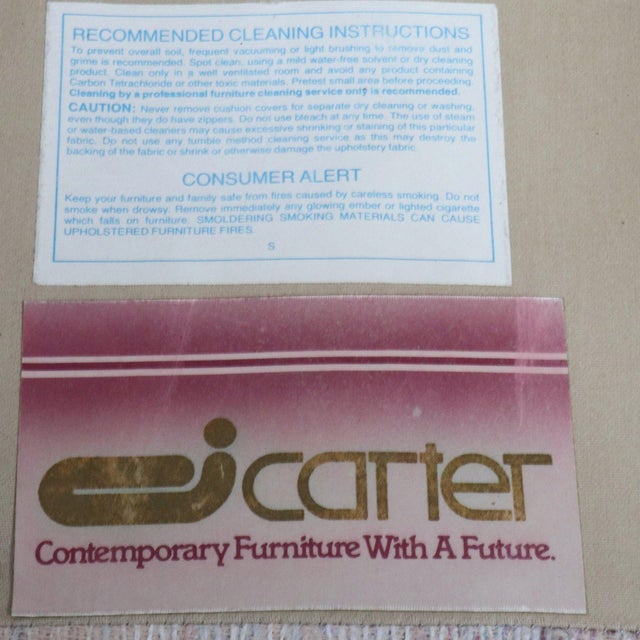 RECOMMENDED CLEANING INSTRUCTIONS
To prevent overall soil, frequent vacuuming or light brushing to remove dust and
grime is recommended. Spot clean, using a mild water-free solvent or dry cleaning
product. Clean only in a well ventilated room and avoid any product containing
Carbon Tetrachloride or other toxic materials. Pretest small area before proceeding.
Cleaning by a professional furniture cleaning service only is recommended.
CAUTION: Never remove cushion covers for separate dry cleaning or washing,
even though they do have zippers. Do not use bleach at any time. The use of steam
or water-based cleaners may cause excessive shrinking or staining of this particular
fabric. Do not use any tumble method cleaning service as this may destroy the
backing of the fabric or shrink or otherwise damage the upholstery fabric.
CONSUMER ALERT
Keep your furniture and family safe from fires caused by careless smoking. Do not
smoke when drowsy. Remove immediately any glowing ember or lighted cigarette
which falls on furniture. SMOLDERING SMOKING MATERIALS CAN CAUSE
UPHOLSTERED FURNITURE FIRES.
S
carter
Contemporary Furniture With A Future.